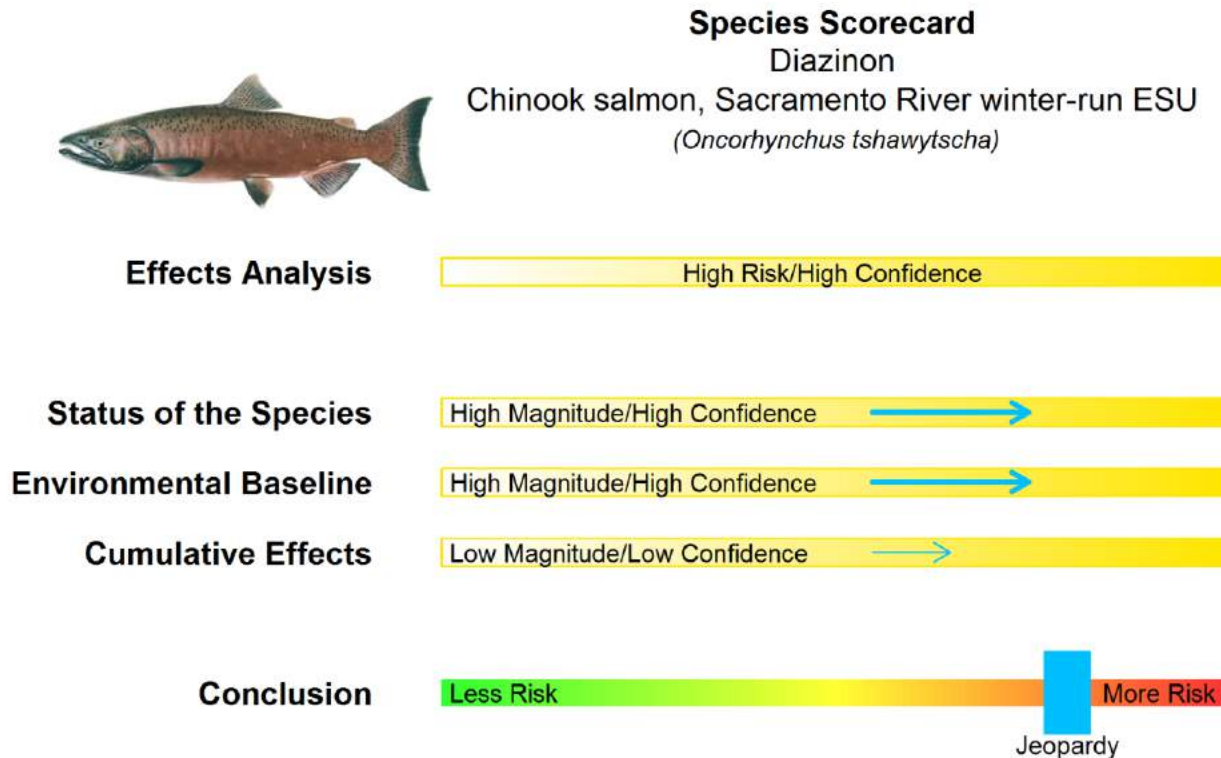 Species Scorecard
Diazinon
Chinook salmon, Sacramento River winter-run ESU
(Oncorhynchus tshawytscha)
Effects Analysis
High Risk/High Confidence
Status of the Species
High Magnitude/High Confidence
Environmental Baseline
High Magnitude/High Confidence
Cumulative Effects
Low Magnitude/Low Confidence
Conclusion
Less Risk
More Risk
Jeopardy